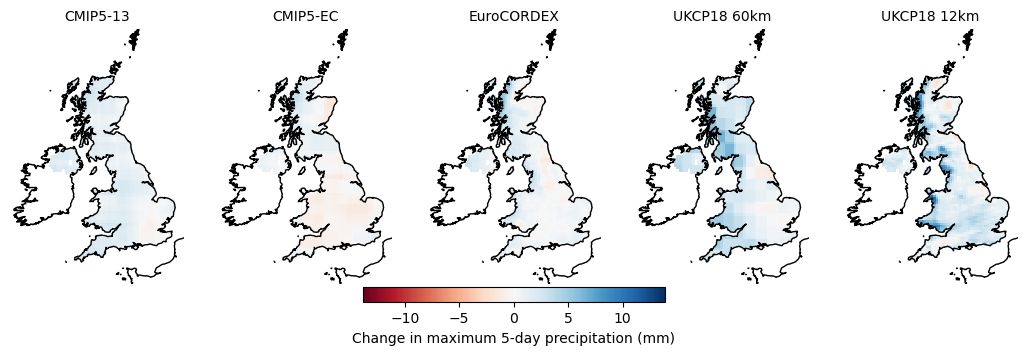 CMIP5-13 CMIP5-EC EuroCORDEX UKCP18 60km UKCP18 12km
−10 −5 0 5 10
Change in maximum 5-day precipitation (mm)